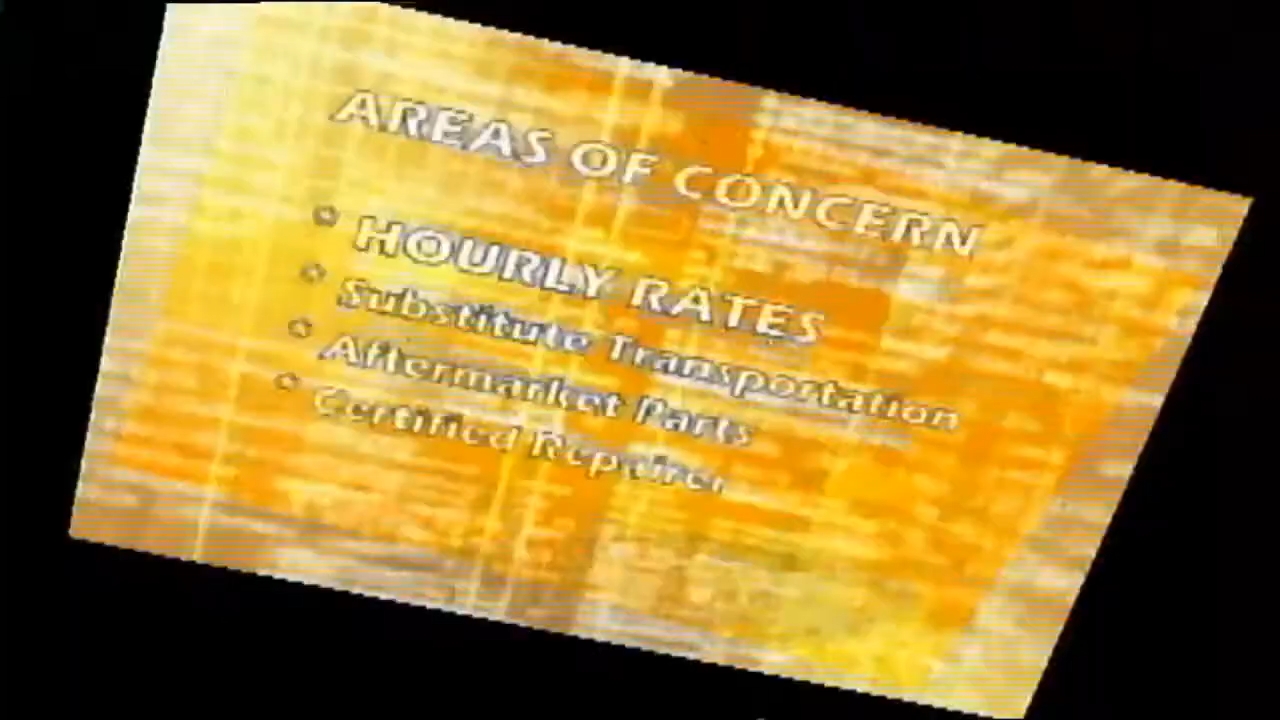 AREAS OF CONCERN
• HOURLY RATES
• Substitute Transportation
• Aftermarket Parts
• Certified Repairer